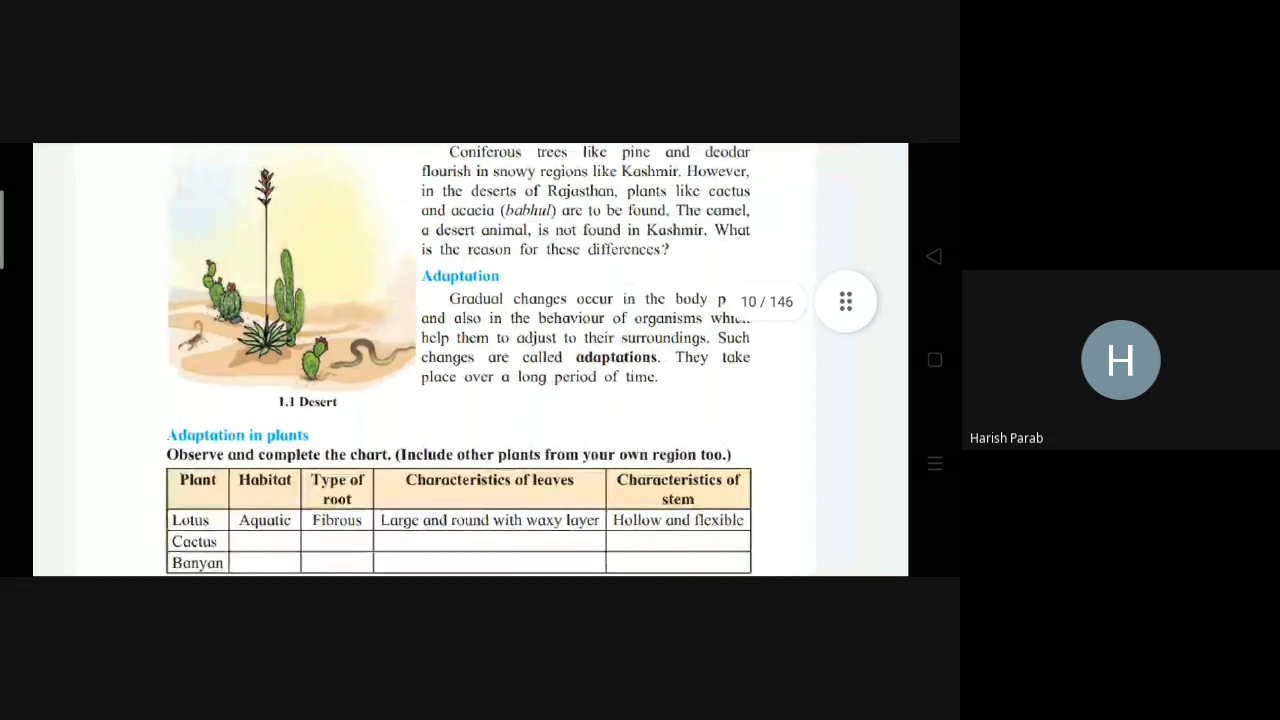 Coniferous trees like pine and deodar
flourish in snowy regions like Kashmir. However,
in the deserts of Rajasthan, plants like cactus
and acacia (babhul) are to be found. The camel,
a desert animal, is not found in Kashmir. What
is the reason for these differences?
Adaptation
Gradual changes occur in the body
10 / 146
and also in the behaviour of organisms
help them to adjust to their surroundings. Such
changes are called adaptations. They take
place over a long period of time.
1.1 Desert
Adaptation in plants
Observe and complete the chart. (Include other plants from your own region too.)
Plant Habitat Type of root Characteristics of leaves Characteristics of stem
Lotus Aquatic Fibrous Large and round with waxy layer Hollow and flexible
Cactus
Banyan
H
Harish Parab